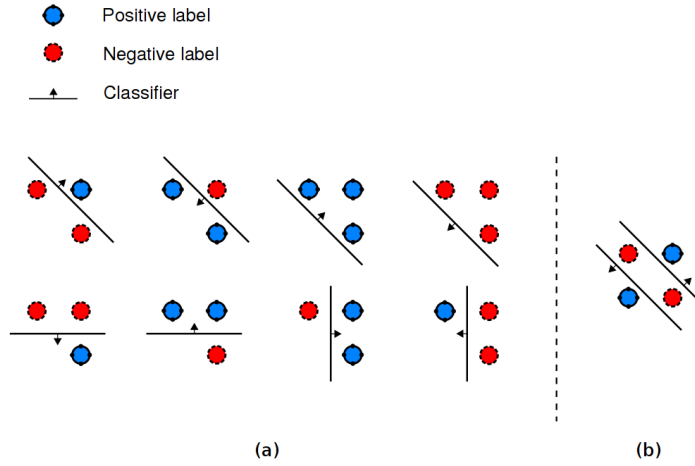 Positive label
Negative label
Classifier
(a)
(b)